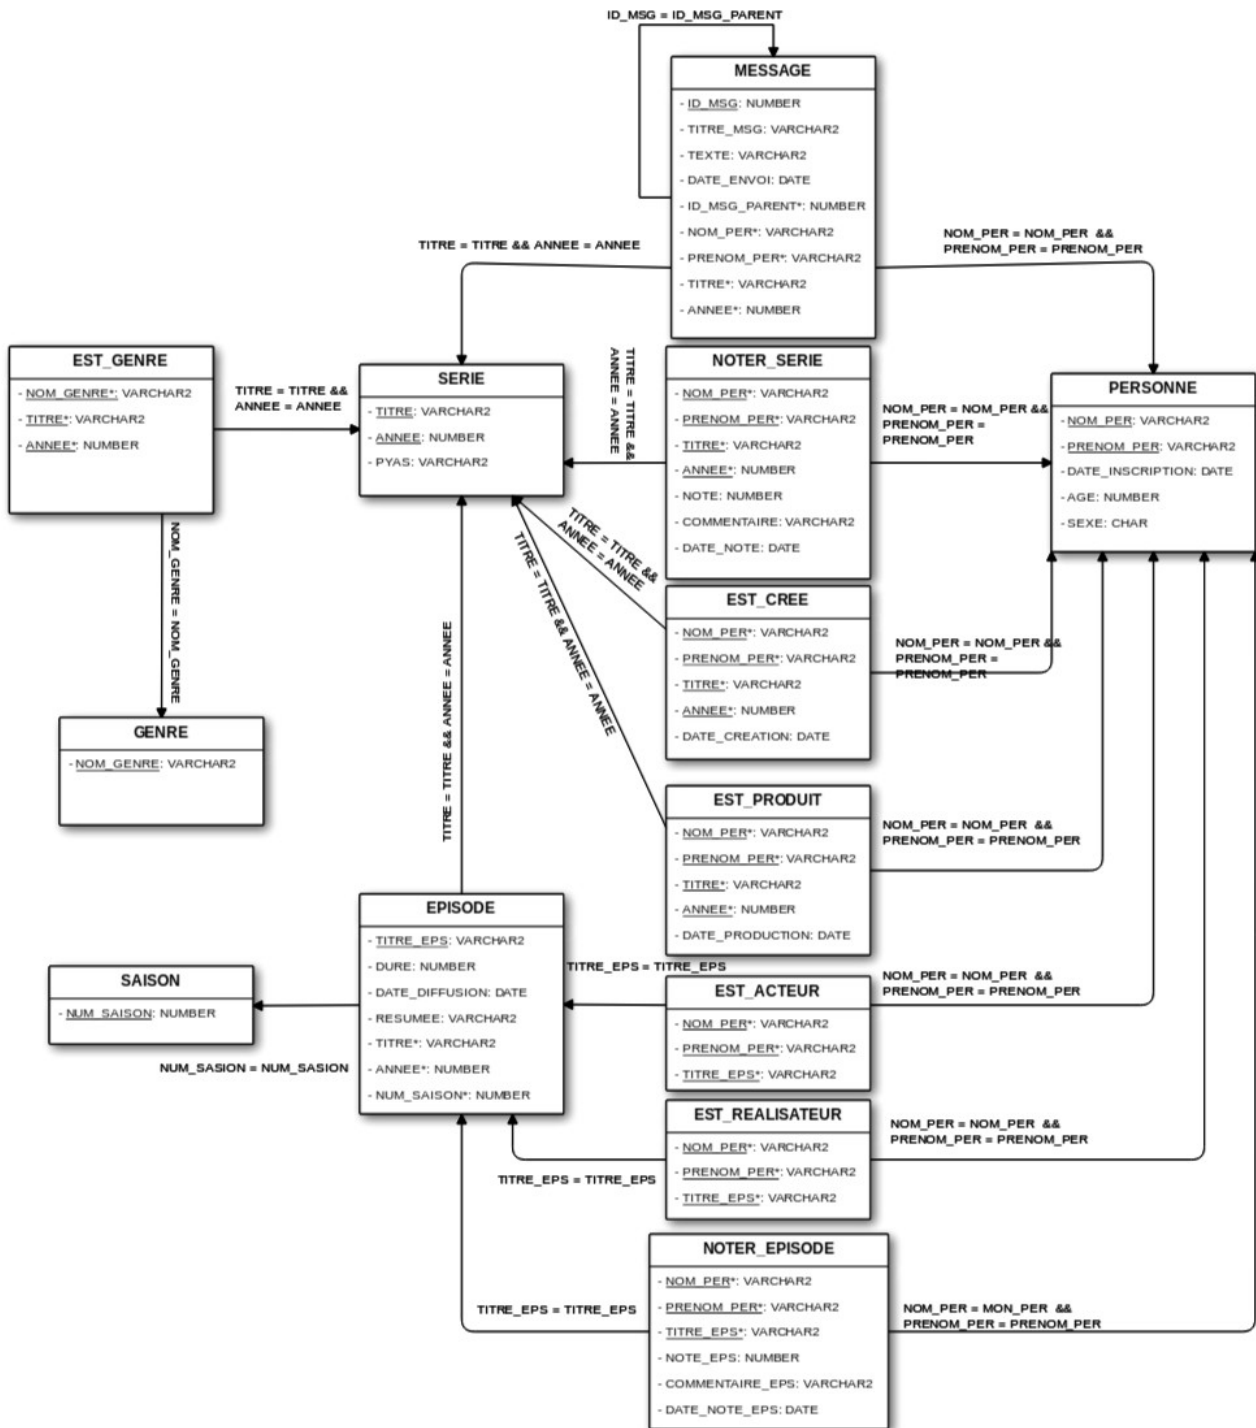 ID_MSG = ID_MSG_PARENT
MESSAGE
- ID_MSG: NUMBER
- TITRE_MSG: VARCHAR2
- TEXTE: VARCHAR2
- DATE_ENVOI: DATE
- ID_MSG_PARENT*: NUMBER
- NOM_PER*: VARCHAR2
- PRENOM_PER*: VARCHAR2
- TITRE*: VARCHAR2
- ANNEE*: NUMBER
TITRE = TITRE && ANNEE = ANNEE
NOM_PER = NOM_PER &&
PRENOM_PER = PRENOM_PER
EST_GENRE
- NOM_GENRE*: VARCHAR2
- TITRE*: VARCHAR2
- ANNEE*: NUMBER
TITRE = TITRE &&
ANNEE = ANNEE
SERIE
- TITRE: VARCHAR2
- ANNEE: NUMBER
- PYAS: VARCHAR2
TITRE = TITRE &&
ANNEE = ANNEE
NOTER_SERIE
- NOM_PER*: VARCHAR2
- PRENOM_PER*: VARCHAR2
- TITRE*: VARCHAR2
- ANNEE*: NUMBER
- NOTE: NUMBER
- COMMENTAIRE: VARCHAR2
- DATE_NOTE: DATE
NOM_PER = NOM_PER &&
PRENOM_PER =
PRENOM_PER
PERSONNE
- NOM_PER: VARCHAR2
- PRENOM_PER: VARCHAR2
- DATE_INSCRIPTION: DATE
- AGE: NUMBER
- SEXE: CHAR
NOM_GENRE = NOM_GENRE
TITRE = TITRE &&
ANNEE = ANNEE
TITRE = TITRE && ANNEE = ANNEE
TITRE = TITRE && ANNEE = ANNEE
EST_CREE
- NOM_PER*: VARCHAR2
- PRENOM_PER*: VARCHAR2
- TITRE*: VARCHAR2
- ANNEE*: NUMBER
- DATE_CREATION: DATE
NOM_PER = NOM_PER &&
PRENOM_PER =
PRENOM_PER
GENRE
- NOM_GENRE: VARCHAR2
EST_PRODUIT
- NOM_PER*: VARCHAR2
- PRENOM_PER*: VARCHAR2
- TITRE*: VARCHAR2
- ANNEE*: NUMBER
- DATE_PRODUCTION: DATE
NOM_PER = NOM_PER &&
PRENOM_PER = PRENOM_PER
EPISODE
- TITRE_EPS: VARCHAR2
- DURE: NUMBER
- DATE_DIFFUSION: DATE
- RESUMEE: VARCHAR2
- TITRE*: VARCHAR2
- ANNEE*: NUMBER
- NUM_SAISON*: NUMBER
SAISON
- NUM_SAISON: NUMBER
NUM_SASION = NUM_SASION
TITRE_EPS = TITRE_EPS
EST_ACTEUR
- NOM_PER*: VARCHAR2
- PRENOM_PER*: VARCHAR2
- TITRE_EPS*: VARCHAR2
NOM_PER = NOM_PER &&
PRENOM_PER = PRENOM_PER
EST_REALISATEUR
- NOM_PER*: VARCHAR2
- PRENOM_PER*: VARCHAR2
- TITRE_EPS*: VARCHAR2
NOM_PER = NOM_PER &&
PRENOM_PER = PRENOM_PER
TITRE_EPS = TITRE_EPS
NOTER_EPISODE
- NOM_PER*: VARCHAR2
- PRENOM_PER*: VARCHAR2
- TITRE_EPS*: VARCHAR2
- NOTE_EPS: NUMBER
- COMMENTAIRE_EPS: VARCHAR2
- DATE_NOTE_EPS: DATE
TITRE_EPS = TITRE_EPS
NOM_PER = MON_PER &&
PRENOM_PER = PRENOM_PER